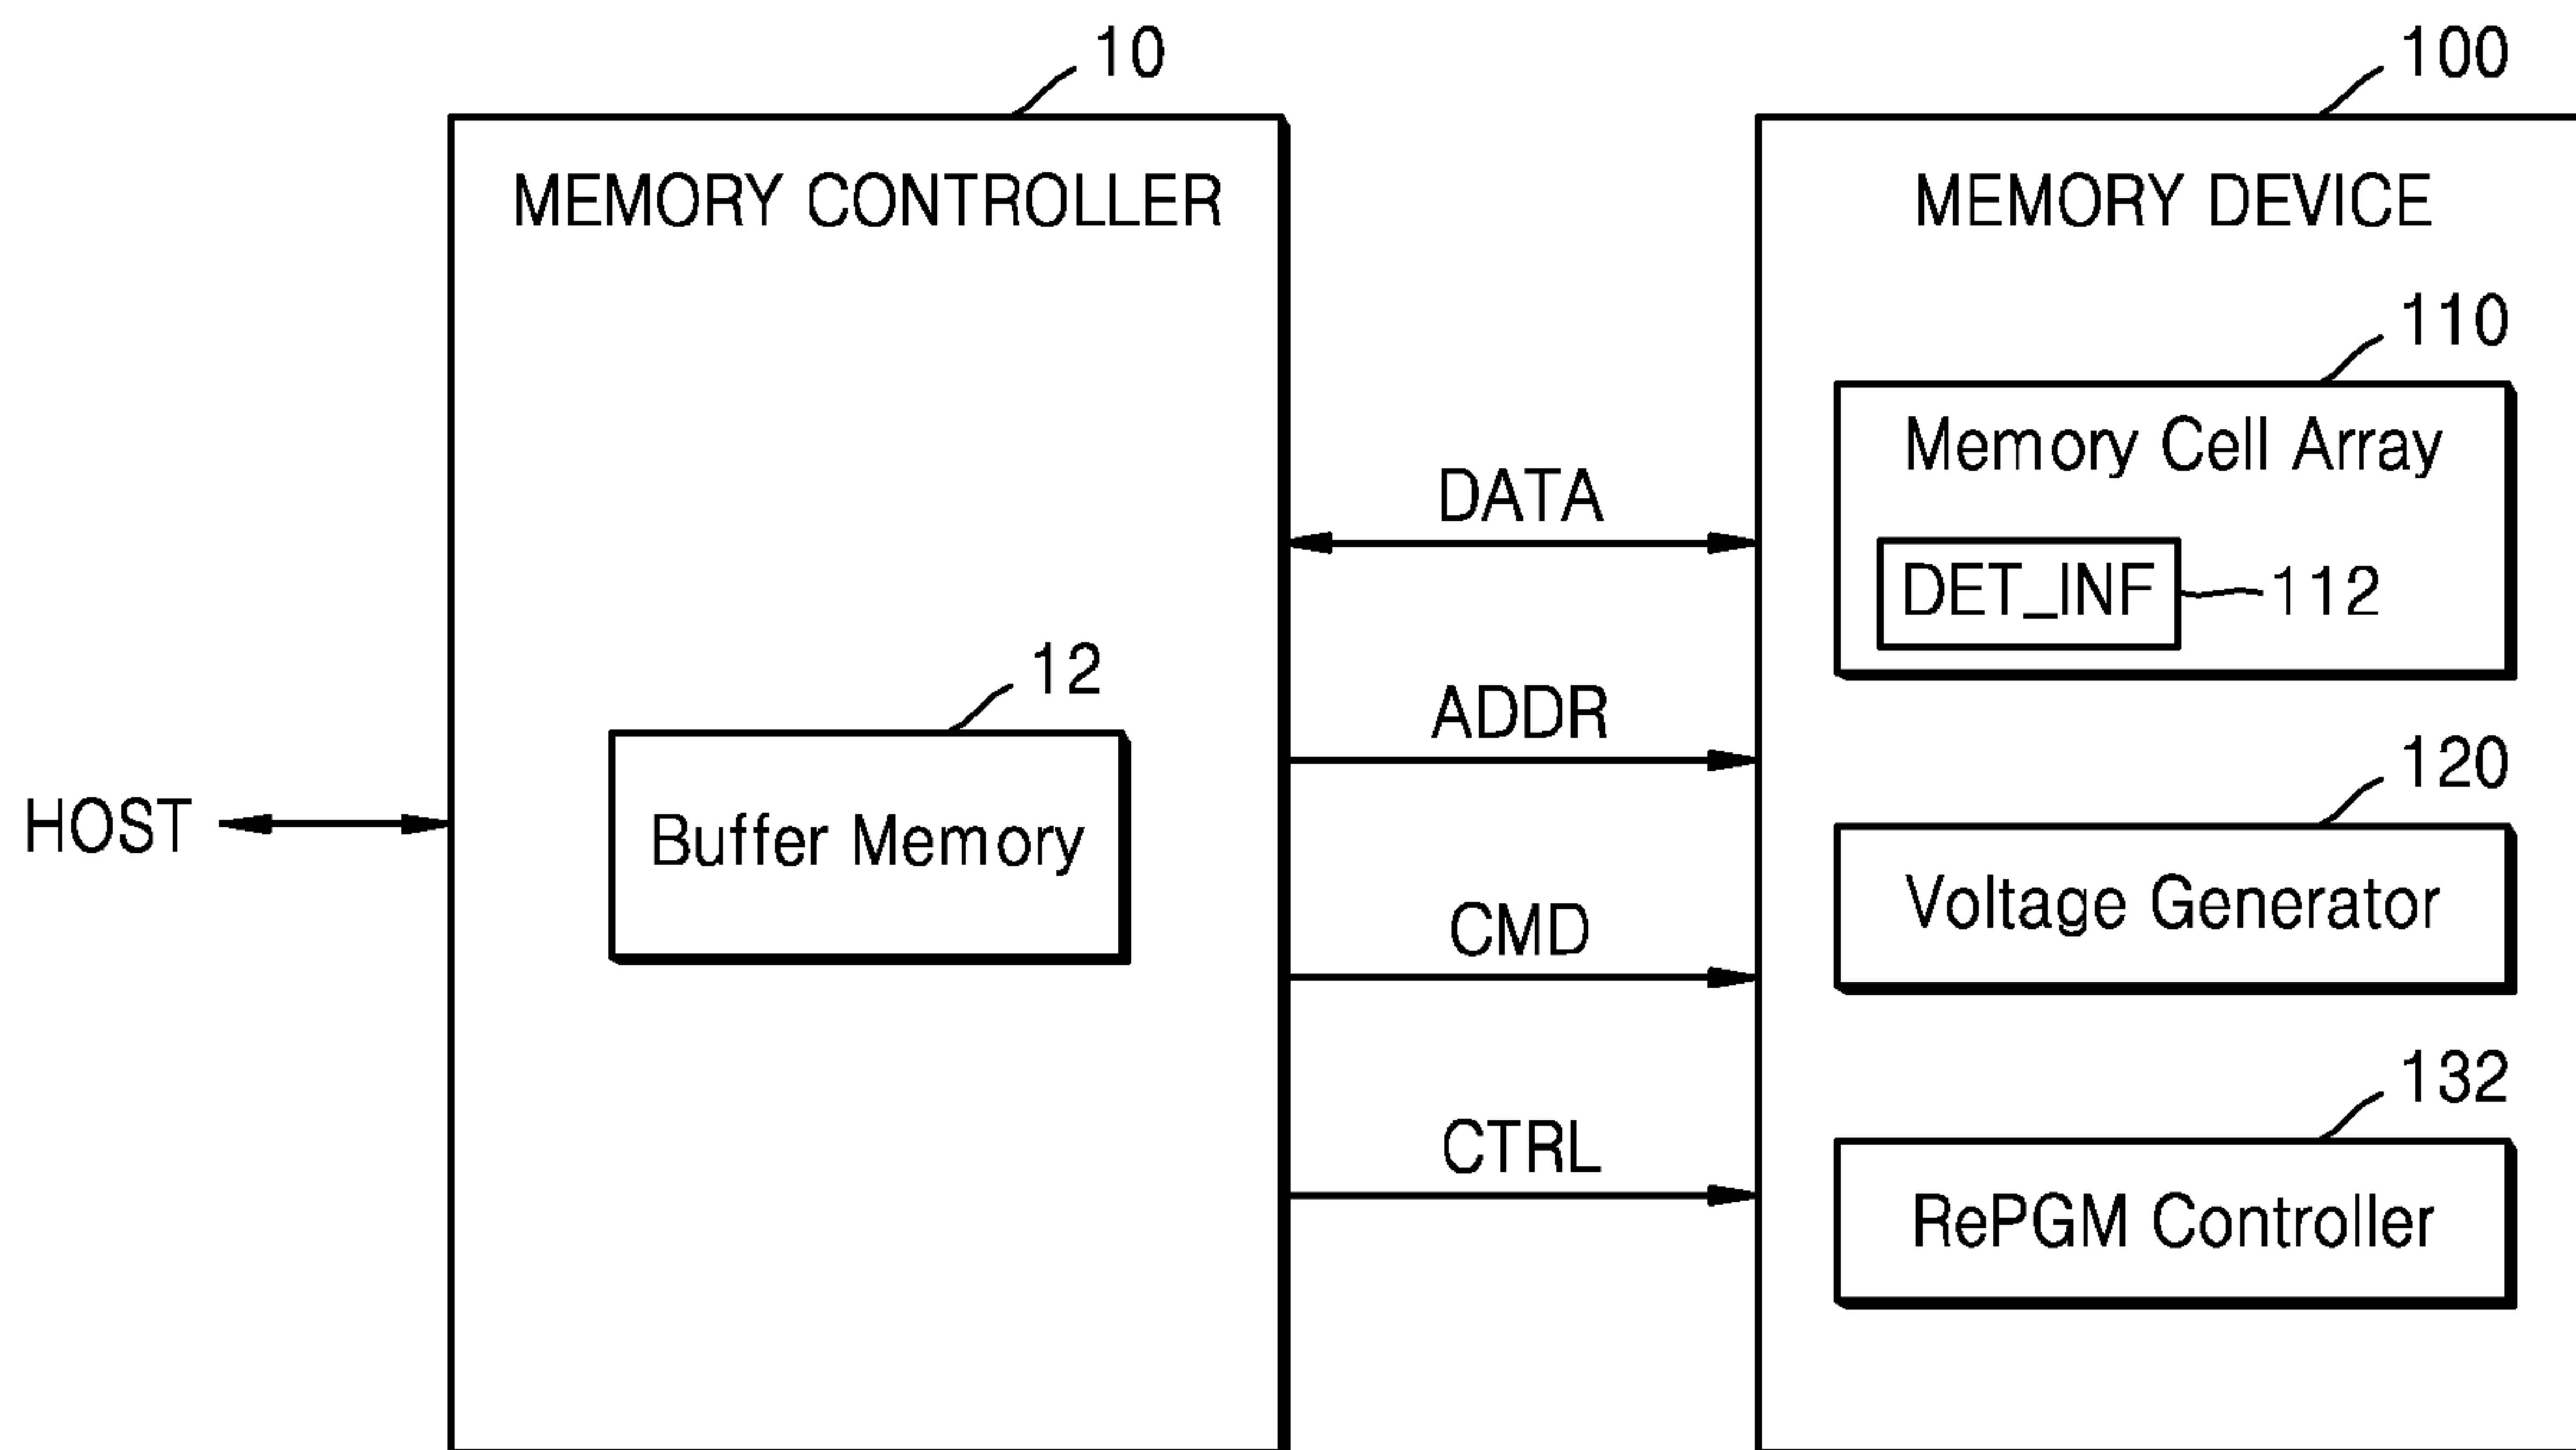 10
100
MEMORY CONTROLLER
MEMORY DEVICE
110
Memory Cell Array
DATA
DET_INF
112
12
ADDR
120
HOST
Buffer Memory
Voltage Generator
CMD
132
CTRL
RePGM Controller